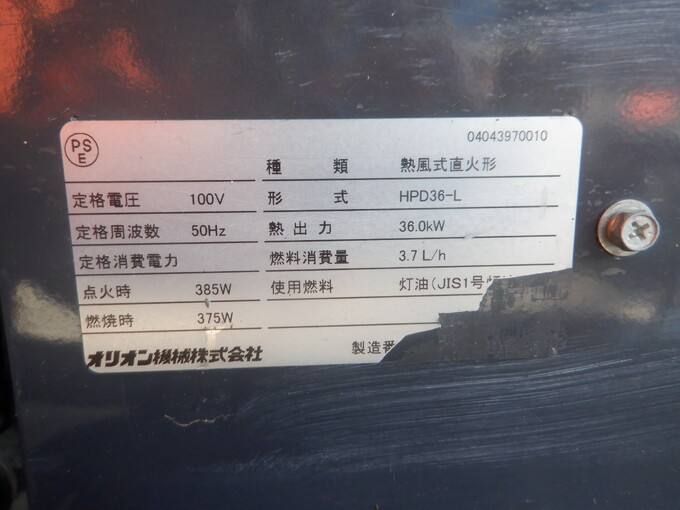 PS
E
04043970010
種類 熱風式直火形
定格電圧 100V 形式 HPD36-L
定格周波数 50Hz 熱出力 36.0kW
定格消費電力 燃料消費量 3.7 L/h
点火時 385W 使用燃料 灯油(JIS1号
燃焼時 375W
オリオン機械株式会社 製造